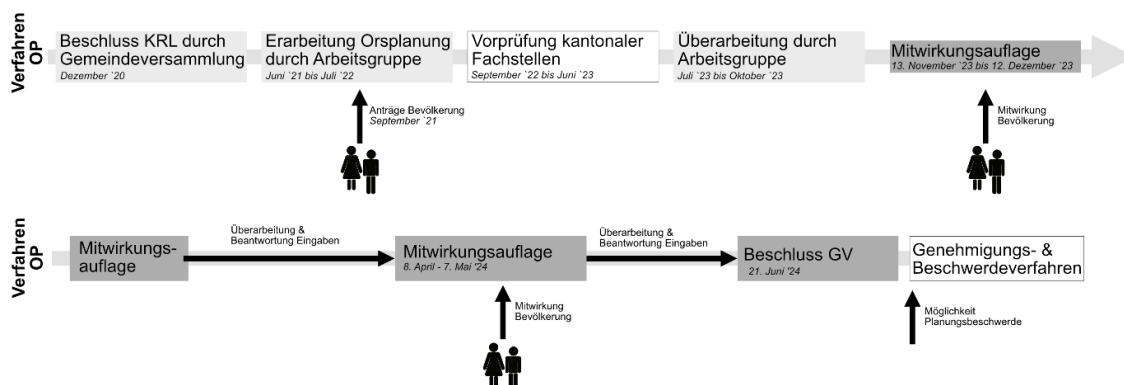 Verfahren
OP
Beschluss KRL durch
Gemeindeversammlung
Dezember `20
Erarbeitung Orsplanung
durch Arbeitsgruppe
Juni `21 bis Juli `22
Vorprüfung kantonaler
Fachstellen
September `22 bis Juni `23
Überarbeitung durch
Arbeitsgruppe
Juli `23 bis Oktober `23
Mitwirkungsauflage
13. November `23 bis 12. Dezember `23
Anträge Bevölkerung
September `21
Mitwirkung
Bevölkerung
Verfahren
OP
Mitwirkungs-
auflage
Überarbeitung &
Beantwortung Eingaben
Mitwirkungsauflage
8. April - 7. Mai '24
Überarbeitung &
Beantwortung Eingaben
Beschluss GV
21. Juni '24
Genehmigungs- &
Beschwerdeverfahren
Mitwirkung
Bevölkerung
Möglichkeit
Planungsbeschwerde